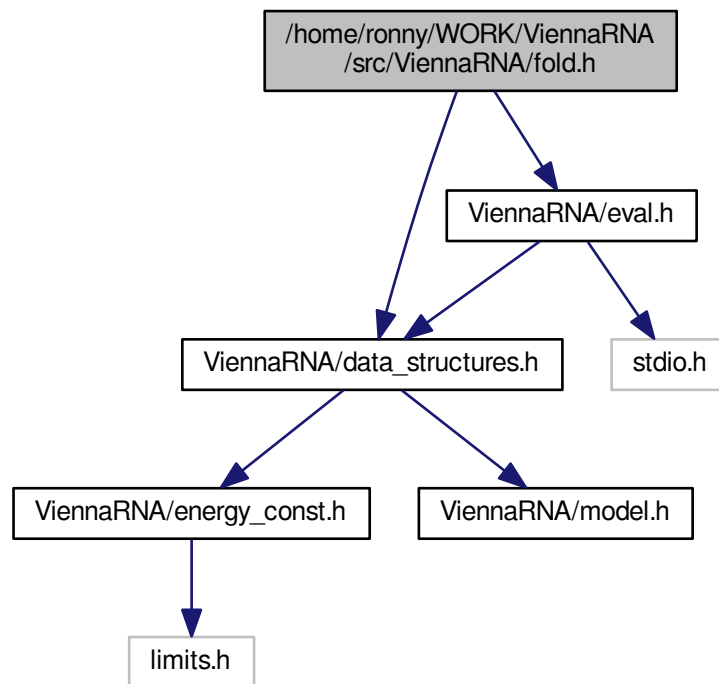 /home/ronny/WORK/ViennaRNA
/src/ViennaRNA/fold.h
ViennaRNA/eval.h
ViennaRNA/data_structures.h
stdio.h
ViennaRNA/energy_const.h
ViennaRNA/model.h
limits.h